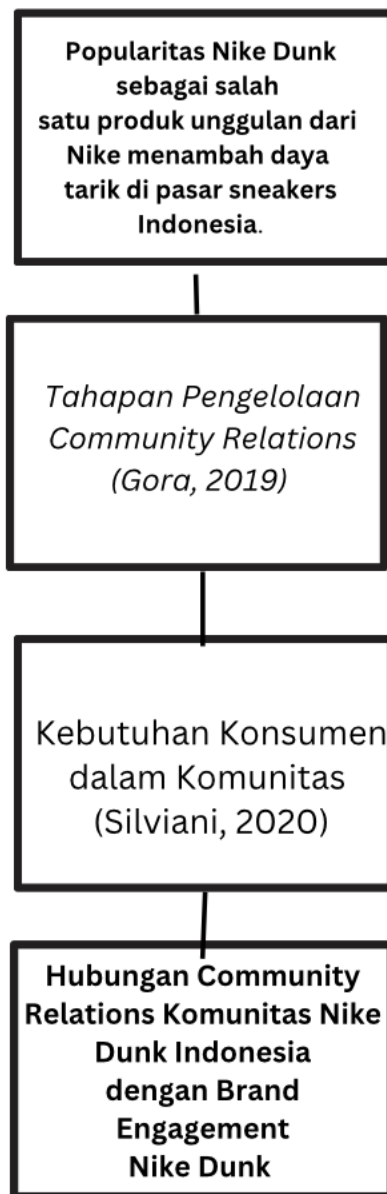 Popularitas Nike Dunk
sebagai salah
satu produk unggulan dari
Nike menambah daya
tarik di pasar sneakers
Indonesia.
Tahapan Pengelolaan
Community Relations
(Gora, 2019)
Kebutuhan Konsumen
dalam Komunitas
(Silviani, 2020)
Hubungan Community
Relations Komunitas Nike
Dunk Indonesia
dengan Brand
Engagement
Nike Dunk